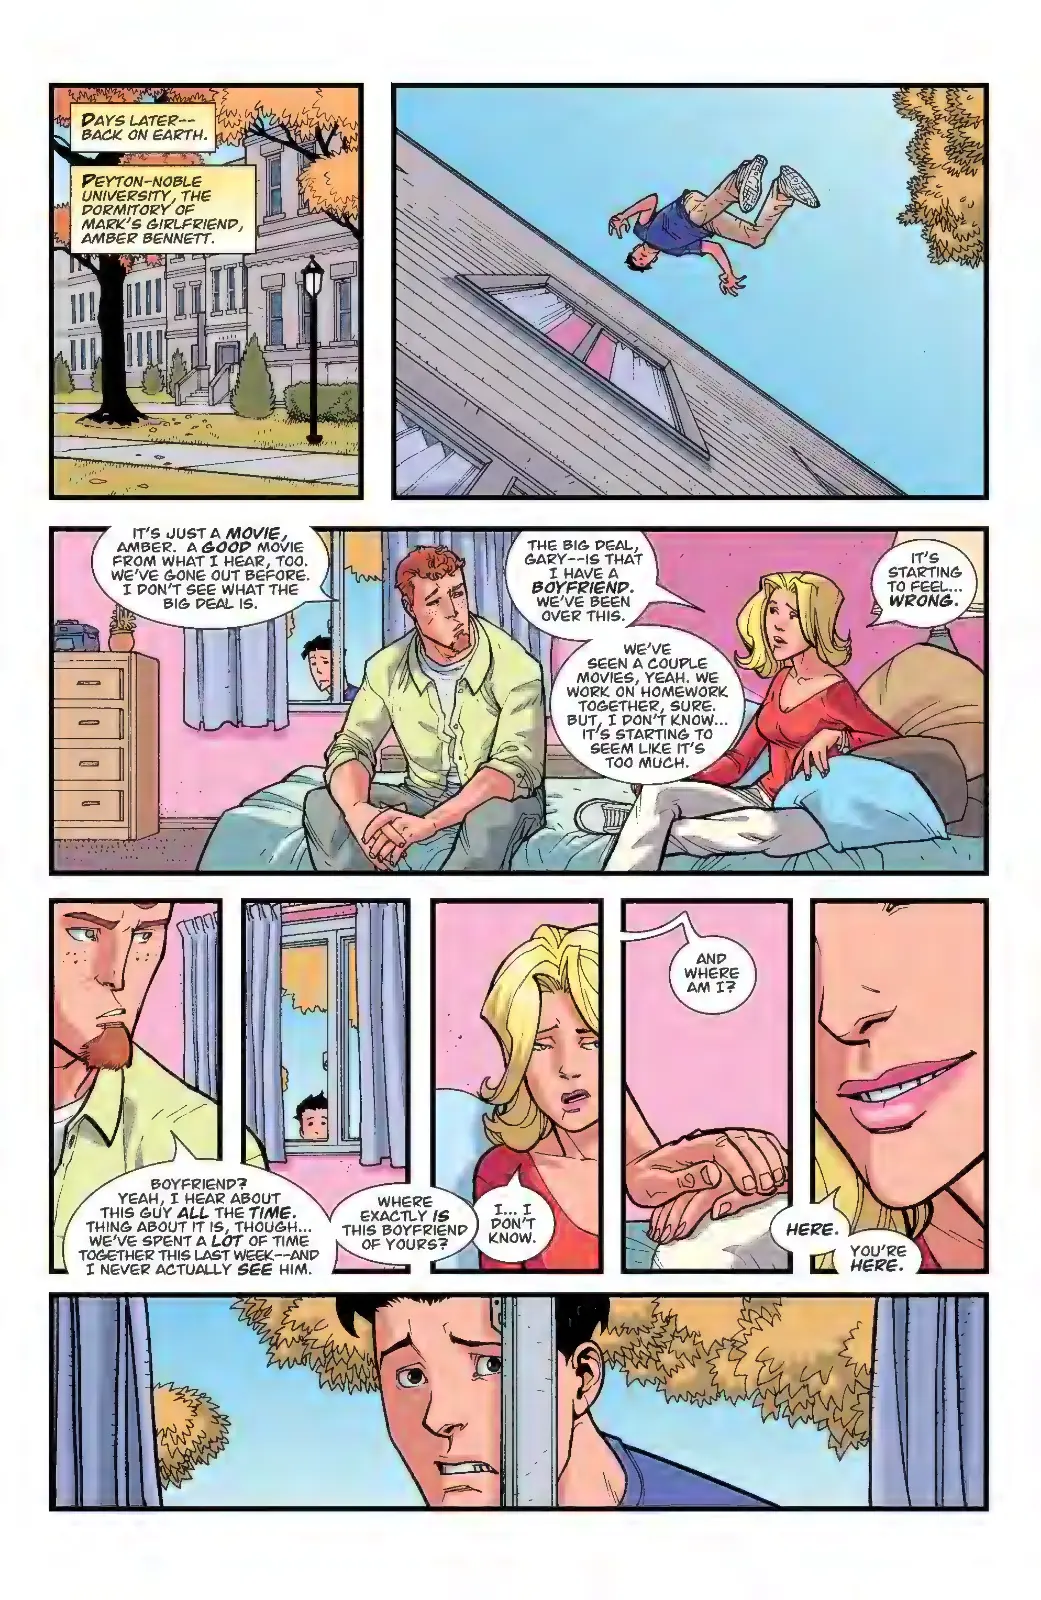 DAYS LATER--
BACK ON EARTH.
PEYTON-NOBLE
UNIVERSITY, THE
DORMITORY OF
MARK'S GIRLFRIEND,
AMBER BENNETT.
IT'S JUST A MOVIE,
AMBER. A GOOD MOVIE
FROM WHAT I HEAR, TOO.
WE'VE GONE OUT BEFORE.
I DON'T SEE WHAT THE
BIG DEAL IS.
THE BIG DEAL,
GARY--IS THAT
I HAVE A
BOYFRIEND.
WE'VE BEEN
OVER THIS.
WE'VE
SEEN A COUPLE
MOVIES, YEAH. WE
WORK ON HOMEWORK
TOGETHER, SURE.
BUT, I DON'T KNOW...
IT'S STARTING TO
SEEM LIKE IT'S
TOO MUCH.
IT'S
STARTING
TO FEEL...
WRONG.
BOYFRIEND?
YEAH, I HEAR ABOUT
THIS GUY ALL THE TIME.
THING ABOUT IT IS, THOUGH...
WE'VE SPENT A LOT OF TIME
TOGETHER THIS LAST WEEK--AND
I NEVER ACTUALLY SEE HIM.
WHERE
EXACTLY IS
THIS BOYFRIEND
OF YOURS?
I... I
DON'T
KNOW.
AND
WHERE
AM I?
HERE.
YOU'RE
HERE.